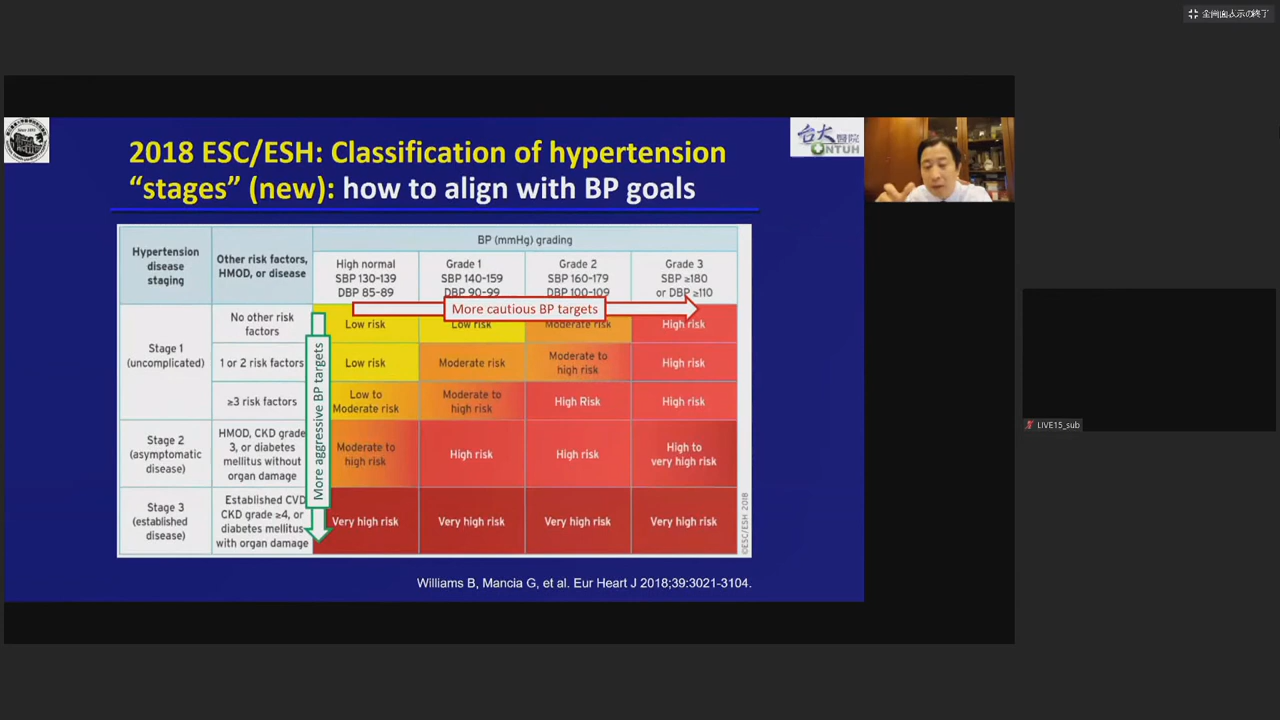 全画面表示の終了
台大醫院
NTUH
2018 ESC/ESH: Classification of hypertension
“stages” (new): how to align with BP goals
Hypertension
disease
staging
Other risk factors,
HMOD, or disease
BP (mmHg) grading
High normal
SBP 130-139
DBP 85-89
Grade 1
SBP 140-159
DBP 90-99
Grade 2
SBP 160-179
DBP 100-109
Grade 3
SBP ≥180
or DBP ≥110
More cautious BP targets
More aggressive BP targets
Stage 1
(uncomplicated)
No other risk
factors
Low risk
Low risk
Moderate risk
High risk
1 or 2 risk factors
Low risk
Moderate risk
Moderate to
high risk
High risk
≥3 risk factors
Low to
Moderate risk
Moderate to
high risk
High Risk
High risk
Stage 2
(asymptomatic
disease)
HMOD, CKD grade
3, or diabetes
mellitus without
organ damage
Moderate to
high risk
High risk
High risk
High to
very high risk
Stage 3
(established
disease)
Established CVD
CKD grade ≥4, or
diabetes mellitus
with organ damage
Very high risk
Very high risk
Very high risk
Very high risk
©ESC/ESH 2018
Williams B, Mancia G, et al. Eur Heart J 2018;39:3021-3104.
LIVE15_sub